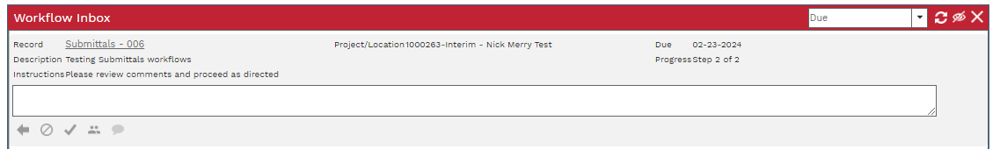 Workflow Inbox Due
Record Submittals - 006 Project/Location 1000263-Interim - Nick Merry Test Due 02-23-2024
Description Testing Submittals workflows Progress Step 2 of 2
Instructions Please review comments and proceed as directed